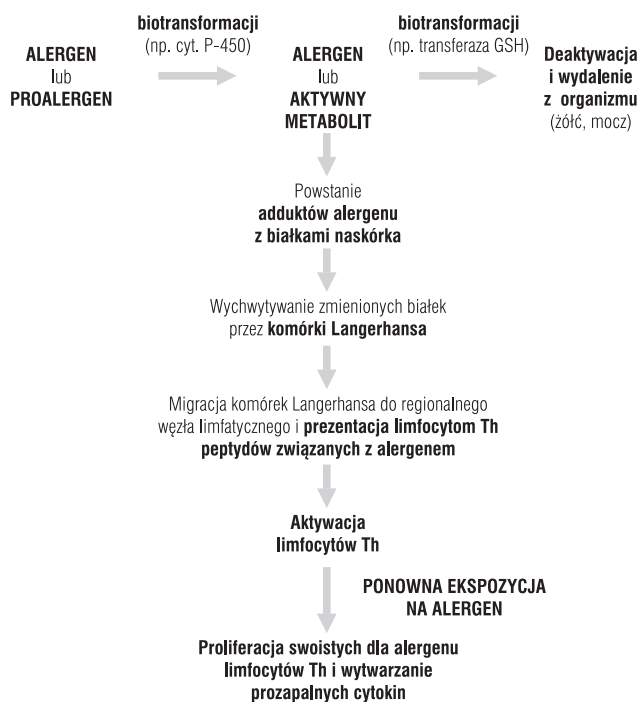 biotransformacji
(np. cyt. P-450)
biotransformacji
(np. transferaza GSH)
ALERGEN
lub
PROALERGEN
ALERGEN
lub
AKTYWNY
METABOLIT
Deaktywacja
i wydalenie
z organizmu
(żółć, mocz)
Powstanie
adduktów alergenu
z białkami naskórka
Wychwytywanie zmienionych białek
przez komórki Langerhansa
Migracja komórek Langerhansa do regionalnego
węzła limfatycznego i prezentacja limfocytom Th
peptydów związanych z alergenem
Aktywacja
limfocytów Th
PONOWNA EKSPOZYCJA
NA ALERGEN
Proliferacja swoistych dla alergenu
limfocytów Th i wytwarzanie
prozapalnych cytokin